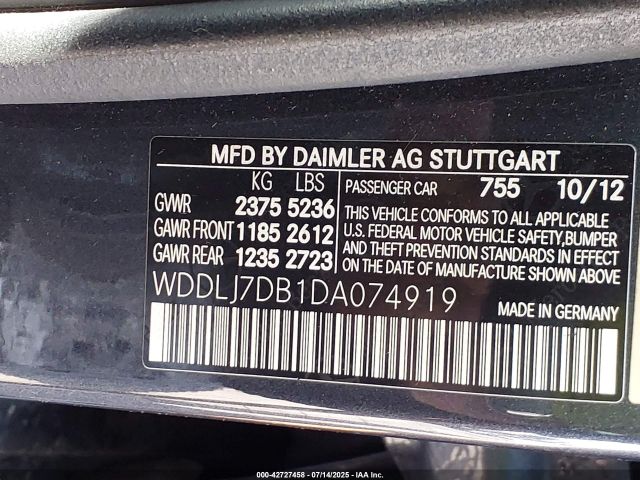 MFD BY DAIMLER AG STUTTGART
KG LBS
GVWR 2375 5236
GAWR FRONT 1185 2612
GAWR REAR 1235 2723
PASSENGER CAR 755 10/12
THIS VEHICLE CONFORMS TO ALL APPLICABLE
U.S. FEDERAL MOTOR VEHICLE SAFETY,BUMPER
AND THEFT PREVENTION STANDARDS IN EFFECT
ON THE DATE OF MANUFACTURE SHOWN ABOVE.
WDDLJ7DB1DA074919
MADE IN GERMANY
000-42727458 - 07/14/2025 - IAA Inc.